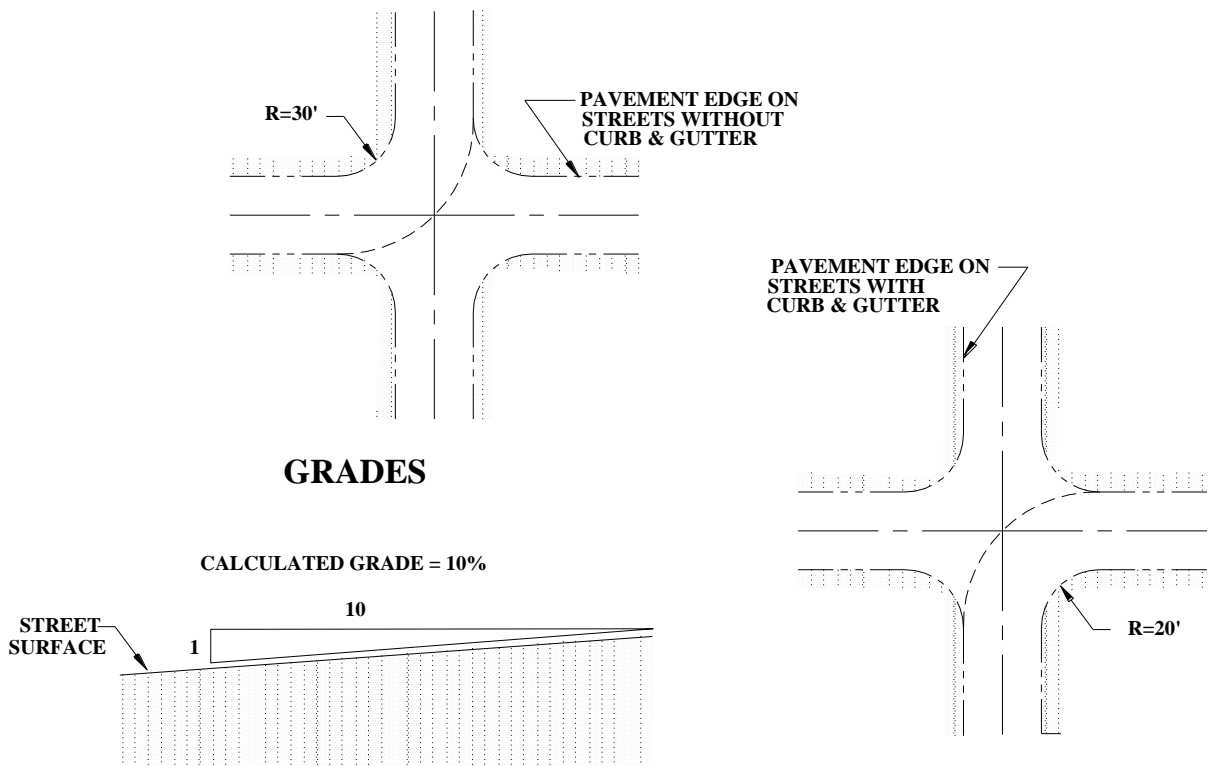 R=30'
PAVEMENT EDGE ON
STREETS WITHOUT
CURB & GUTTER
PAVEMENT EDGE ON
STREETS WITH
CURB & GUTTER
GRADES
CALCULATED GRADE = 10%
10
1
STREET
SURFACE
R=20'